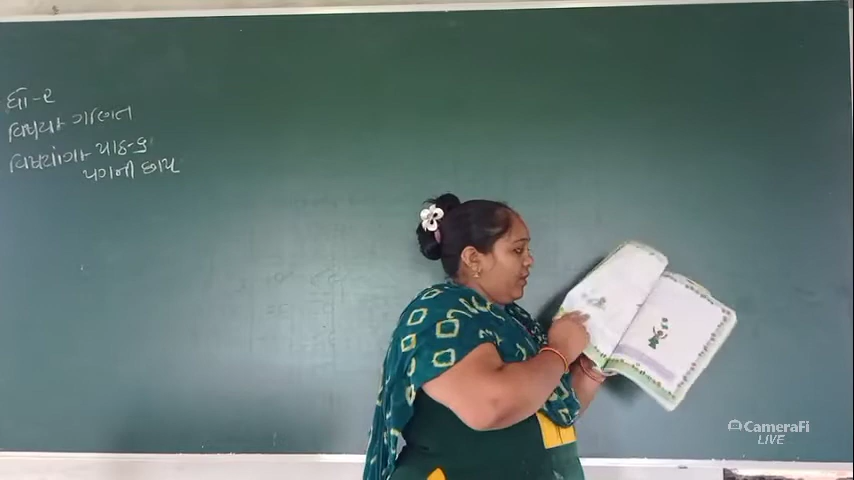 ધો-૨
વિષય- ગણિત
વિષયાંગ- પાઠ-૬
પગની છાપ
CameraFi
LIVE